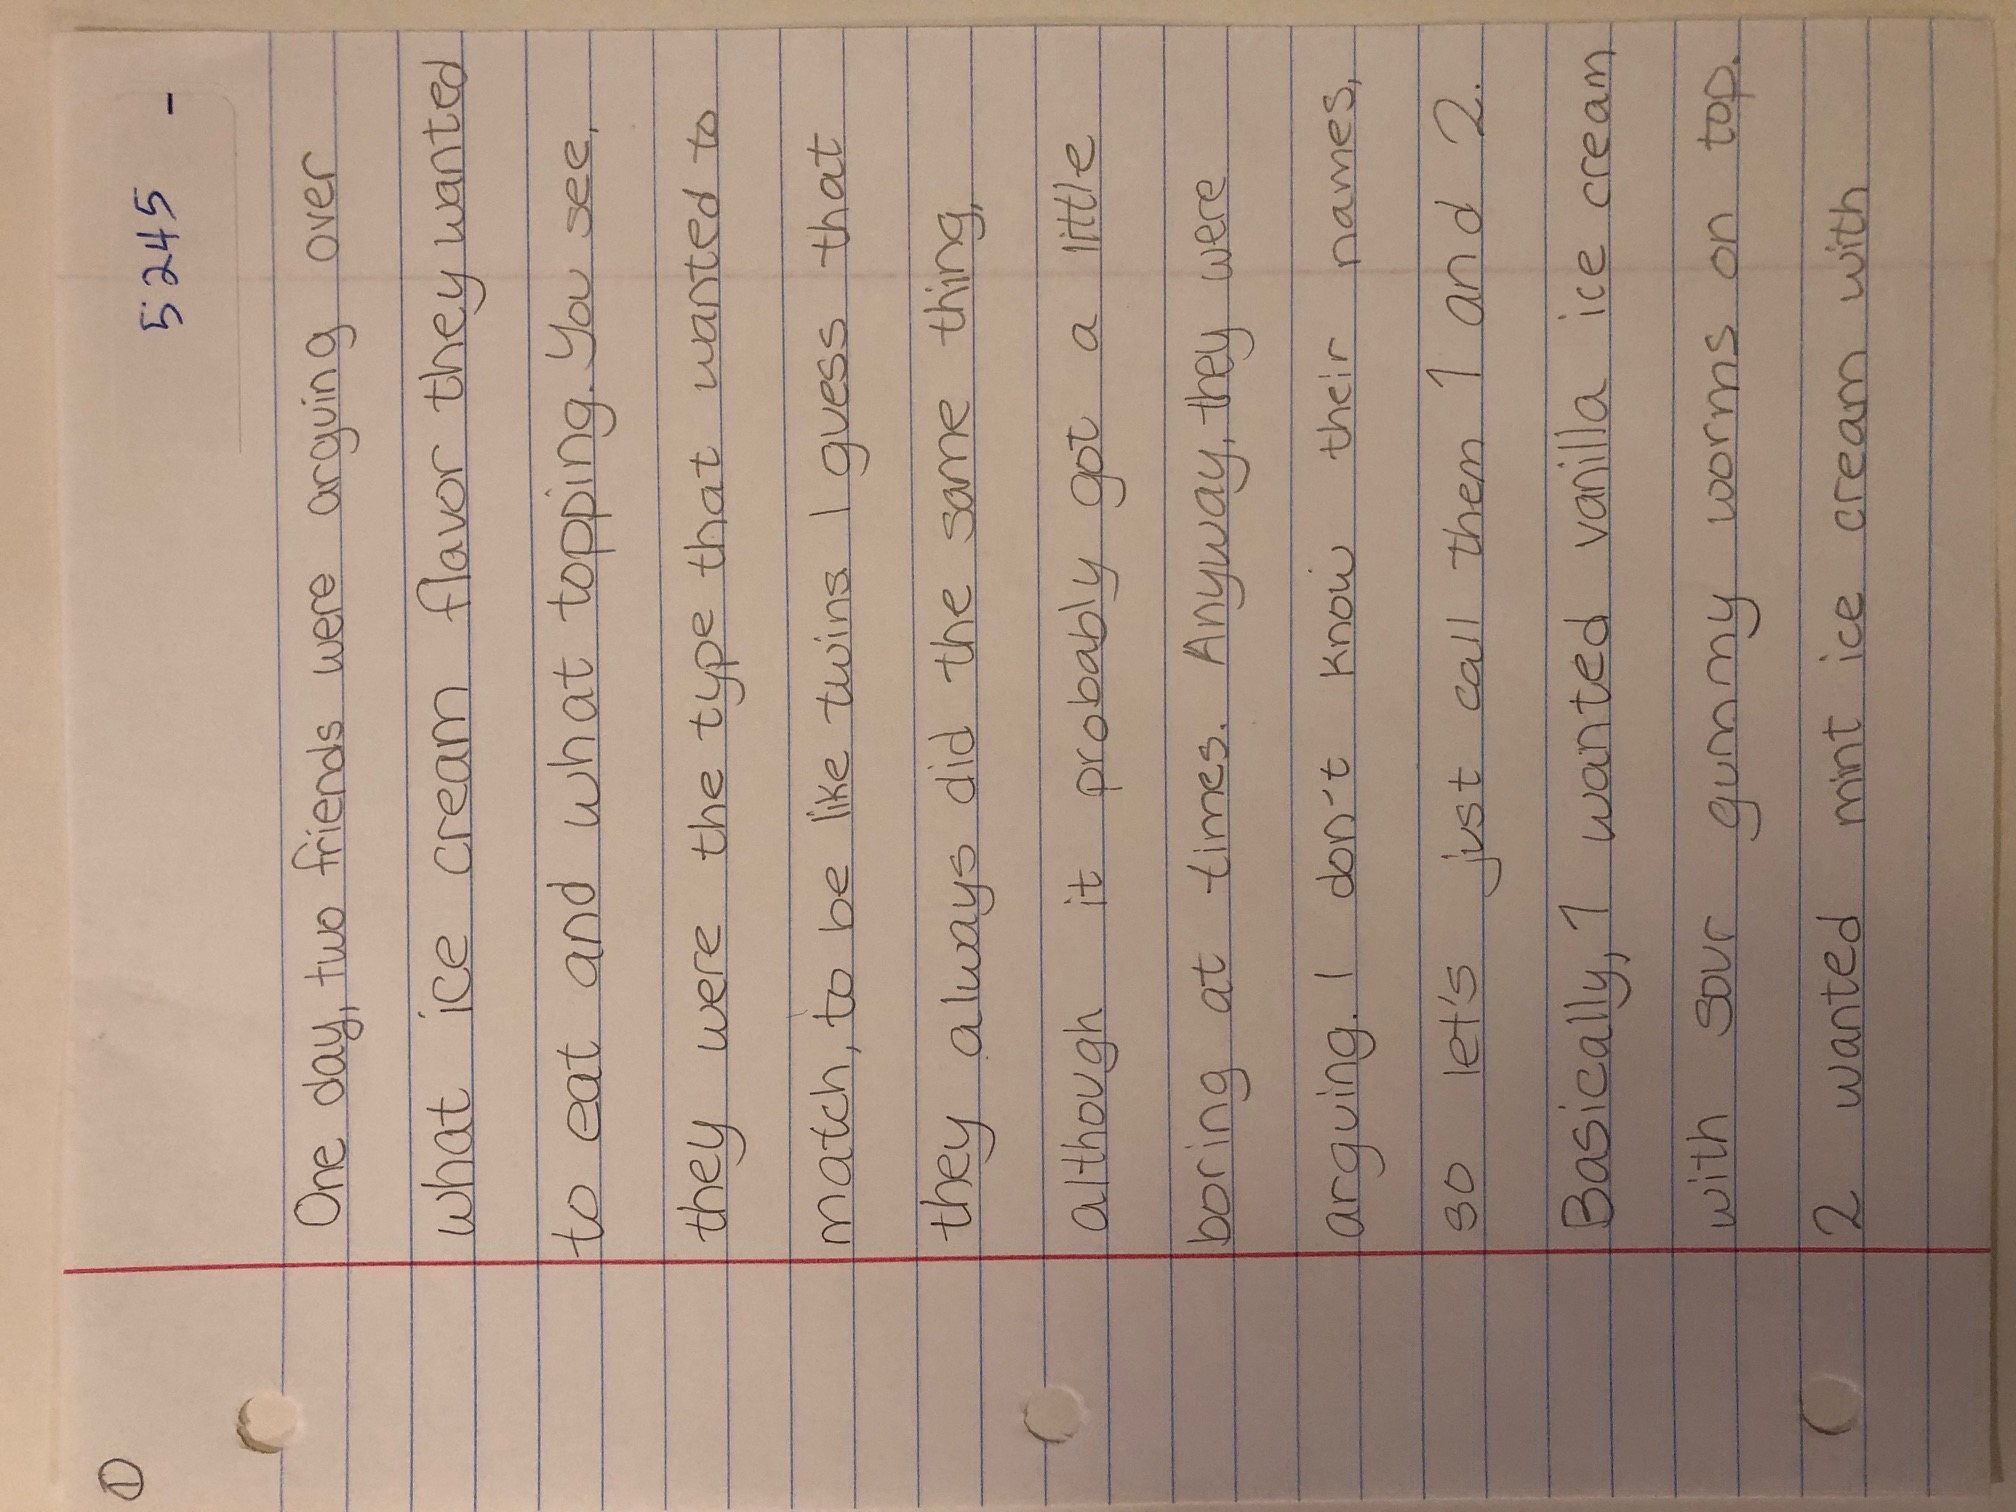 ①
5245 -
One day, two friends were arguing over
what ice cream flavor they wanted
to eat and what topping. You see,
they were the type that wanted to
match, to be like twins. I guess that
they always did the same thing,
although it probably got a little
boring at times. Anyway, they were
arguing. I don't know their names,
so let's just call them 1 and 2.
Basically, 1 wanted vanilla ice cream
with sour gummy worms on top.
2 wanted mint ice cream with